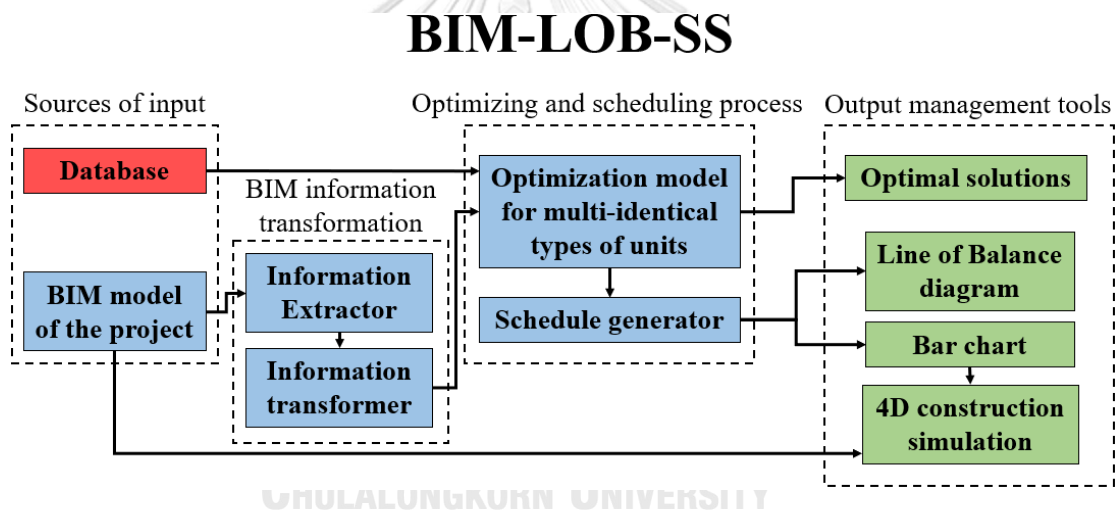 BIM-LOB-SS
Sources of input
Database
BIM model
of the project
BIM information
transformation
Information
Extractor
Information
transformer
Optimizing and scheduling process
Optimization model
for multi-identical
types of units
Schedule generator
Output management tools
Optimal solutions
Line of Balance
diagram
Bar chart
4D construction
simulation
CHULALONGKORN UNIVERSITY